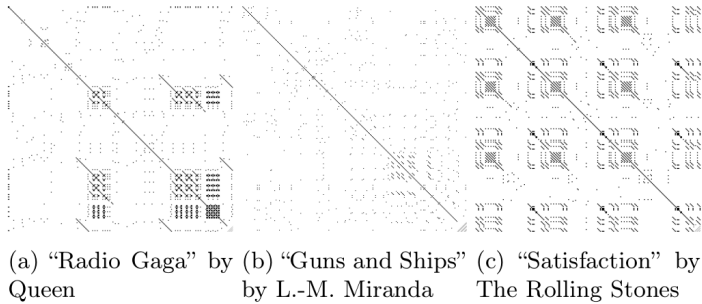 (a) “Radio Gaga” by
Queen
(b) “Guns and Ships”
by L.-M. Miranda
(c) “Satisfaction” by
The Rolling Stones